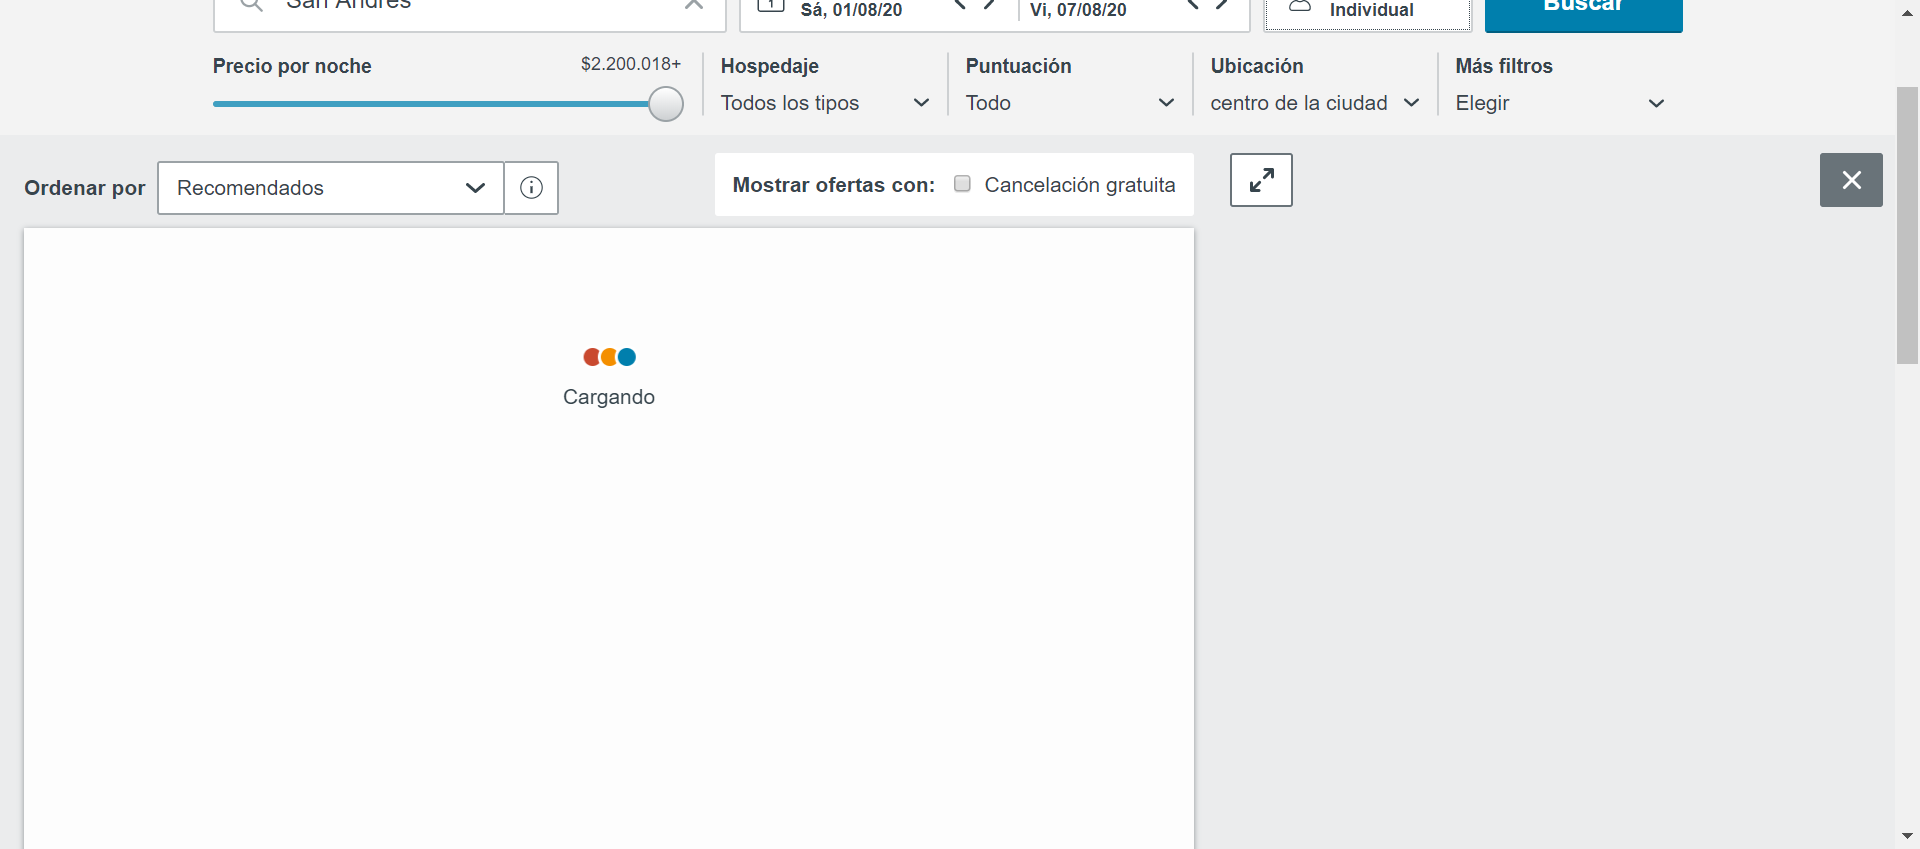 San Andrés
Sá, 01/08/20
Vi, 07/08/20
Individual
Buscar
Precio por noche
$2.200.018+
Hospedaje
Todos los tipos
Puntuación
Todo
Ubicación
centro de la ciudad
Más filtros
Elegir
Ordenar por
Recomendados
Mostrar ofertas con:
Cancelación gratuita
Cargando